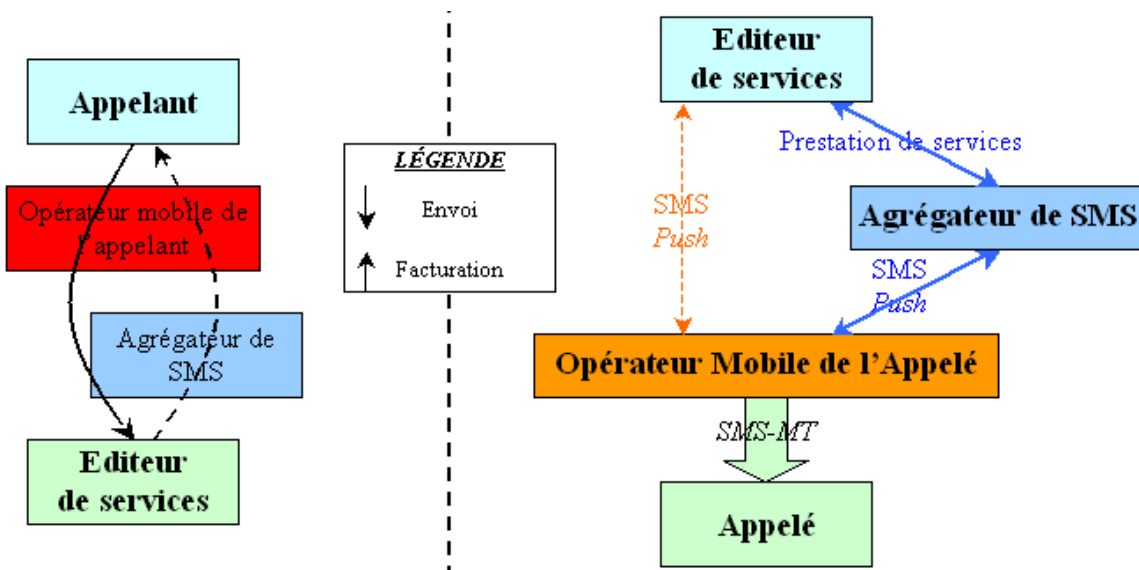 Appelant
Opérateur mobile de
l'appelant
Agrégateur de
SMS
Editeur
de services
LÉGENDE
Envoi
Facturation
Editeur
de services
Prestation de services
SMS
Push
Agrégateur de SMS
SMS
Push
Opérateur Mobile de l'Appelé
SMS-MT
Appelé